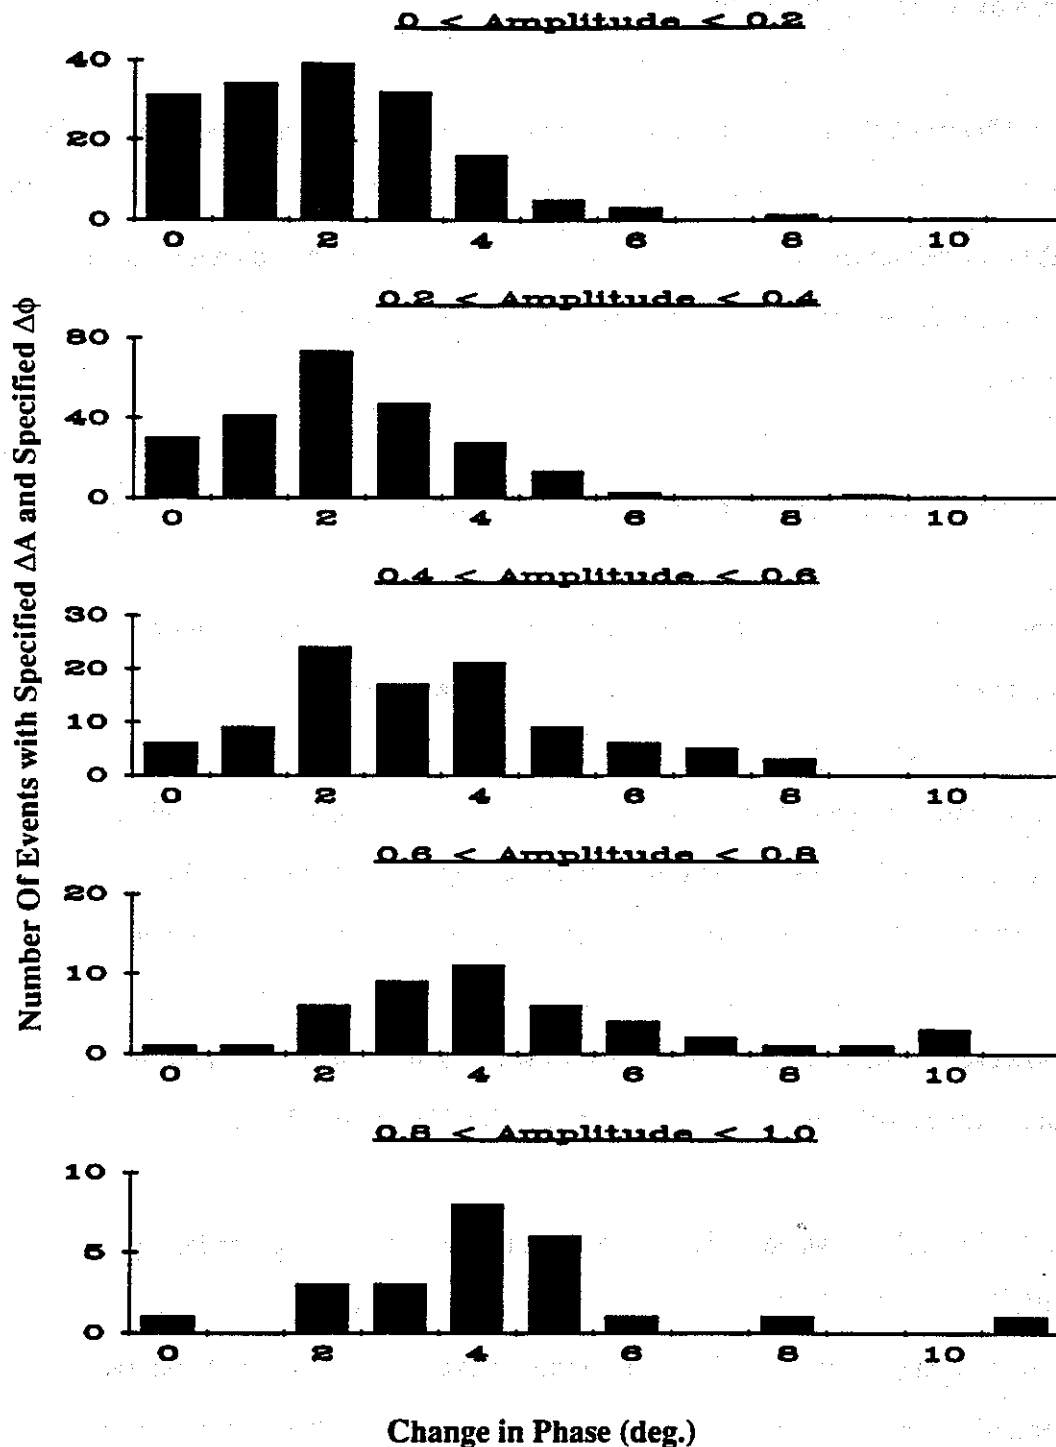 0 < Amplitude < 0.2
40
20
0
0 2 4 6 8 10
0.2 < Amplitude < 0.4
80
40
0
0 2 4 6 8 10
0.4 < Amplitude < 0.6
30
20
10
0
0 2 4 6 8 10
0.6 < Amplitude < 0.8
20
10
0
0 2 4 6 8 10
0.8 < Amplitude < 1.0
10
5
0
0 2 4 6 8 10
Number Of Events with Specified ΔA and Specified Δϕ
Change in Phase (deg.)